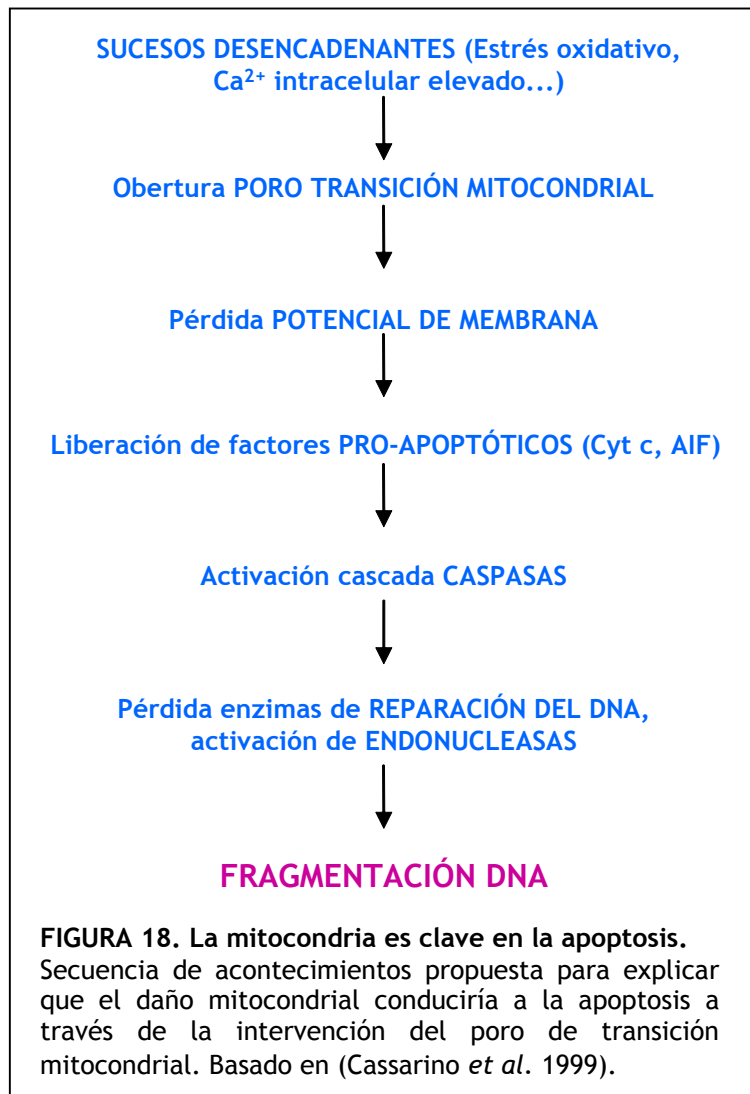 SUCESOS DESENCADENANTES (Estrés oxidativo,
Ca²⁺ intracelular elevado...)
Obertura PORO TRANSICIÓN MITOCONDRIAL
Pérdida POTENCIAL DE MEMBRANA
Liberación de factores PRO-APOPTÓTICOS (Cyt c, AIF)
Activación cascada CASPASAS
Pérdida enzimas de REPARACIÓN DEL DNA,
activación de ENDONUCLEASAS
FRAGMENTACIÓN DNA
FIGURA 18. La mitocondria es clave en la apoptosis.
Secuencia de acontecimientos propuesta para explicar
que el daño mitocondrial conduciría a la apoptosis a
través de la intervención del poro de transición
mitocondrial. Basado en (Cassarino et al. 1999).